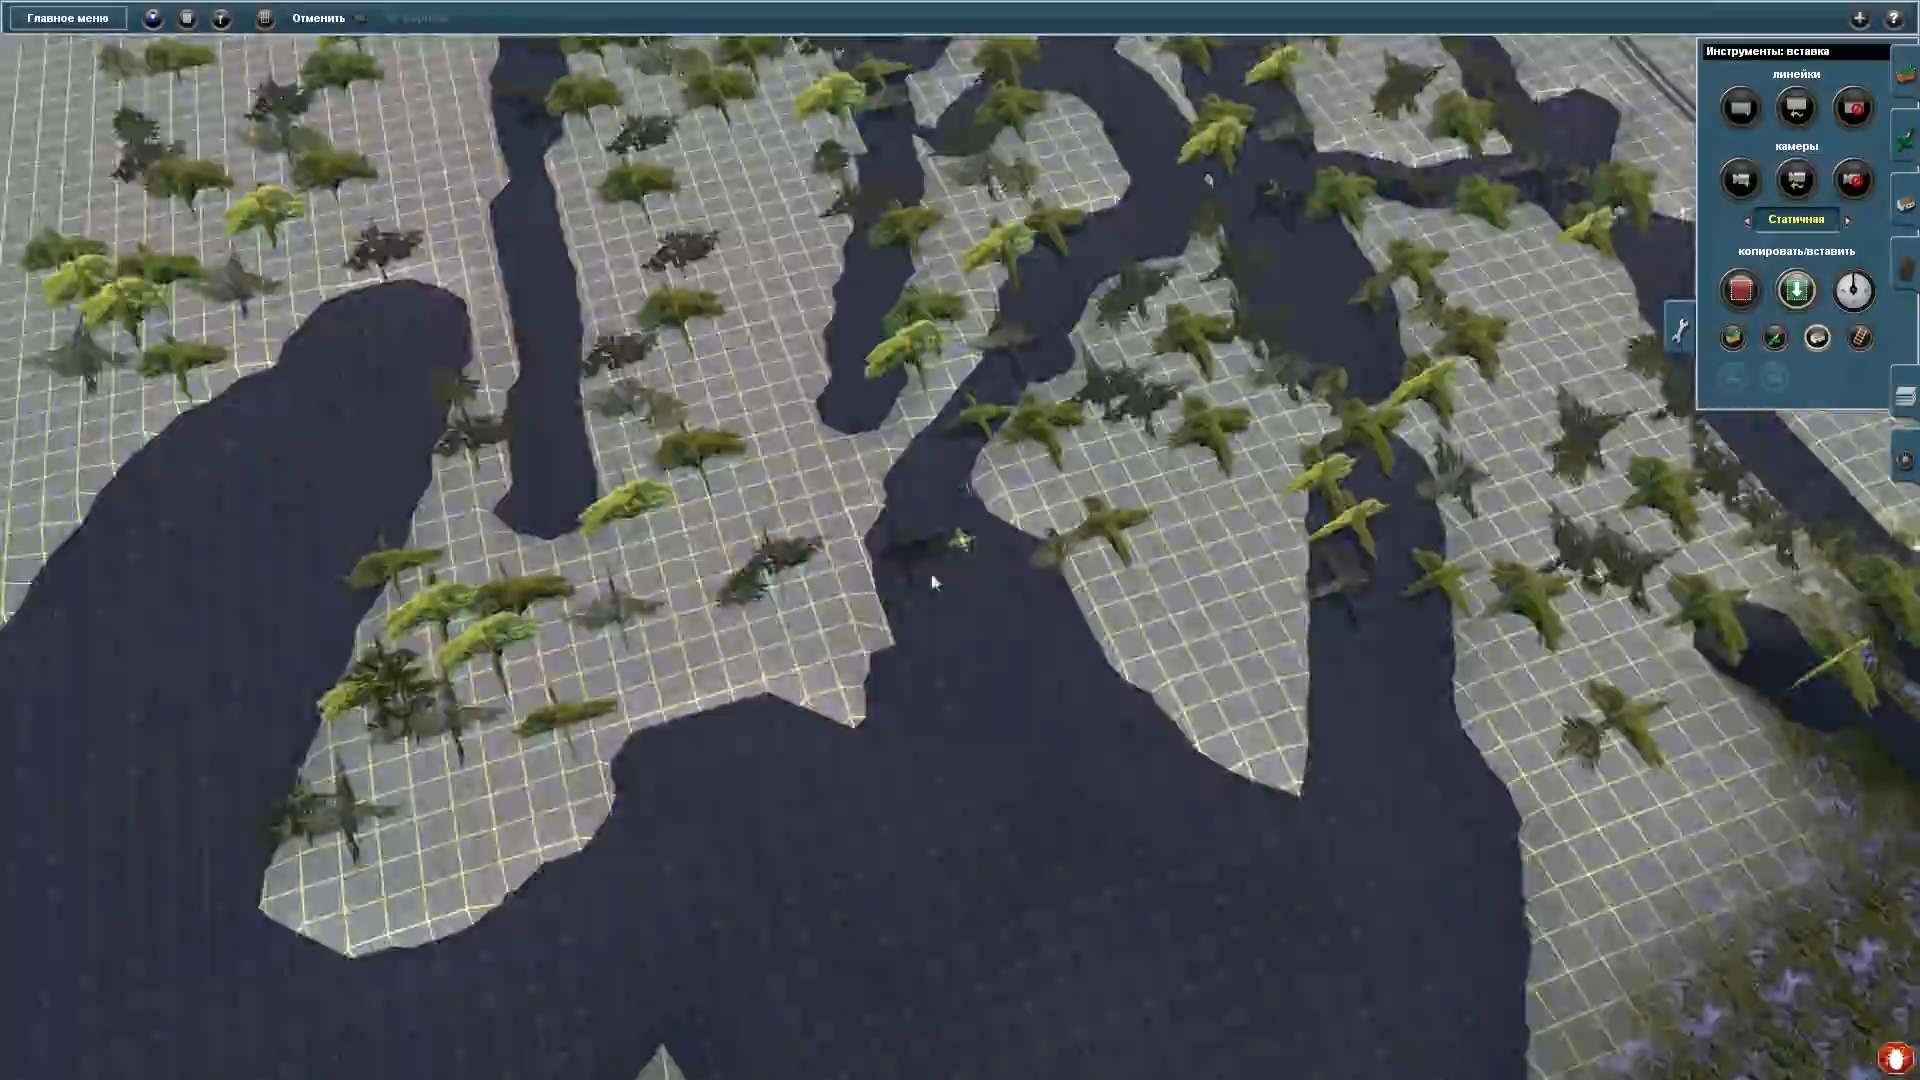 Главное меню
Отменить
Инструменты: вставка
линейки
камеры
Статичная
копировать/вставить